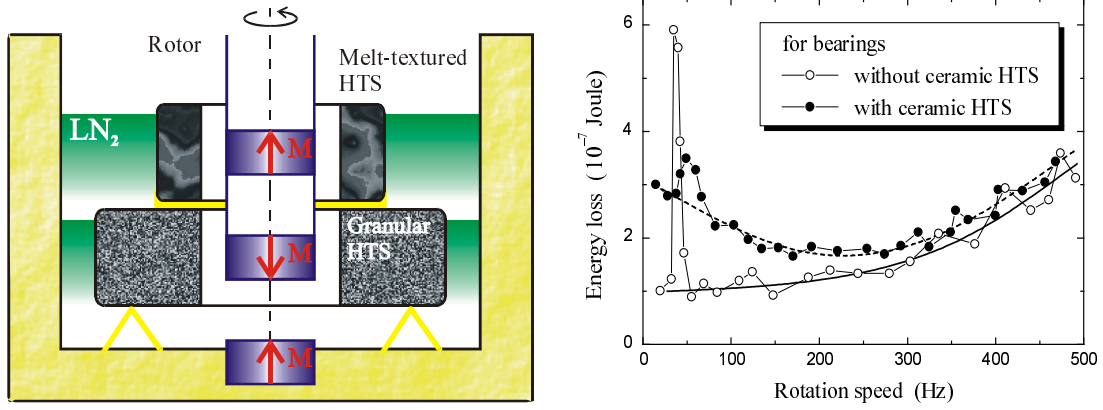 Rotor
Melt-textured
HTS
LN2
M
Granular
HTS
M
for bearings
without ceramic HTS
with ceramic HTS
Energy loss (10^-7 Joule)
6
4
2
0
0 100 200 300 400 500
Rotation speed (Hz)